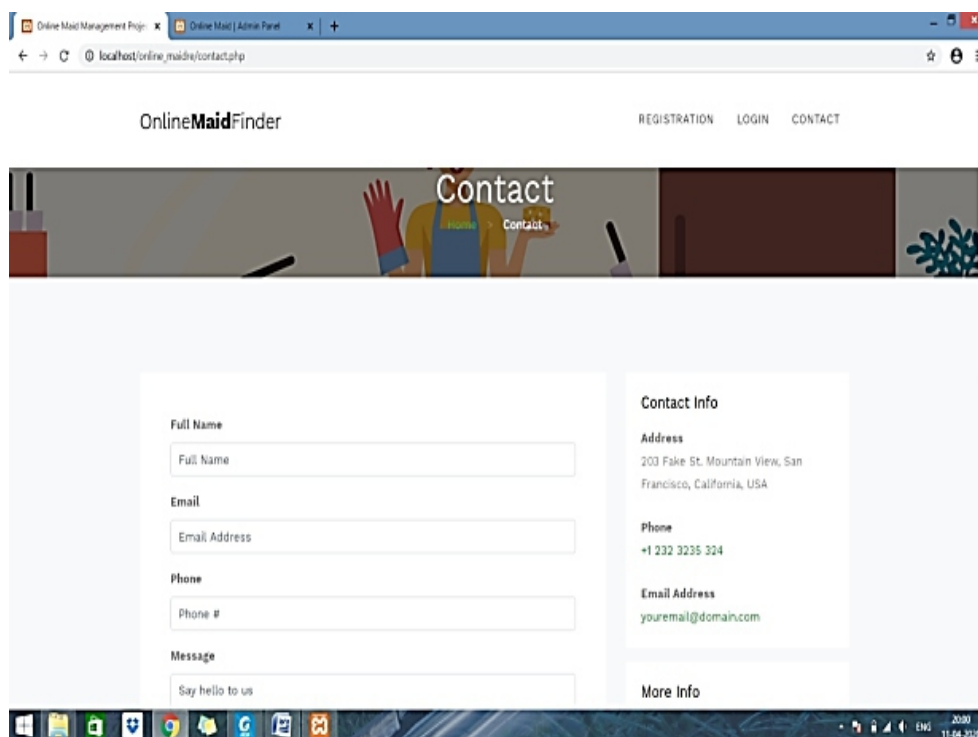 Online Maid Management Proje
Online Maid | Admin Panel
localhost/online_maidre/contact.php
OnlineMaidFinder
REGISTRATION LOGIN CONTACT
Contact
Home > Contact
Full Name
Full Name
Email
Email Address
Phone
Phone #
Message
Say hello to us
Contact Info
Address
203 Fake St. Mountain View, San
Francisco, California, USA
Phone
+1 232 3235 324
Email Address
youremail@domain.com
More Info
ENG
20:00